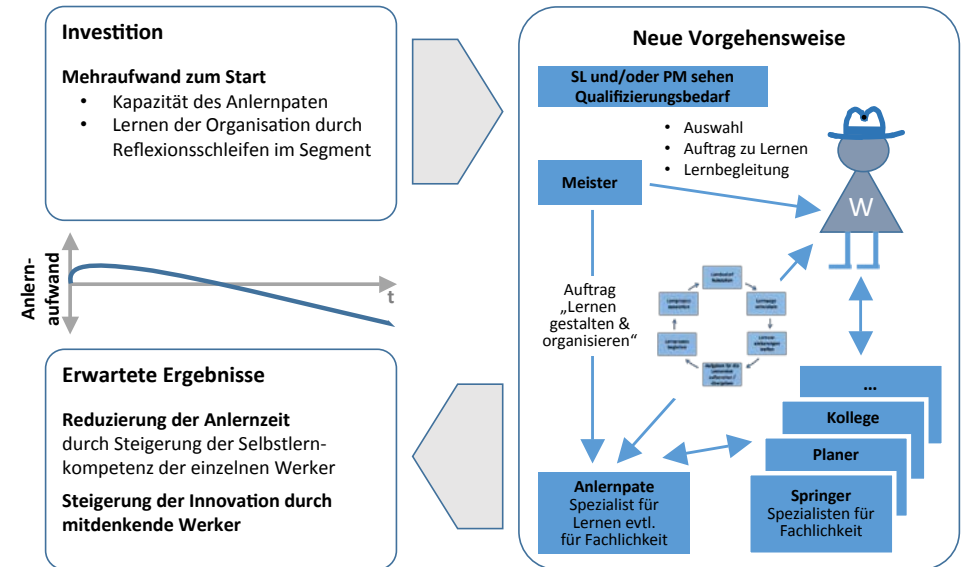 Investition
Mehraufwand zum Start
• Kapazität des Anlernpaten
• Lernen der Organisation durch
Reflexionsschleifen im Segment
Anlern-
aufwand
t
Erwartete Ergebnisse
Reduzierung der Anlernzeit
durch Steigerung der Selbstlern-
kompetenz der einzelnen Werker
Steigerung der Innovation durch
mitdenkende Werker
Neue Vorgehensweise
SL und/oder PM sehen
Qualifizierungsbedarf
• Auswahl
• Auftrag zu Lernen
• Lernbegleitung
Meister
W
Auftrag
„Lernen
gestalten &
organisieren“
...
Kollege
Planer
Springer
Spezialisten für
Fachlichkeit
Anlernpate
Spezialist für
Lernen evtl.
für Fachlichkeit